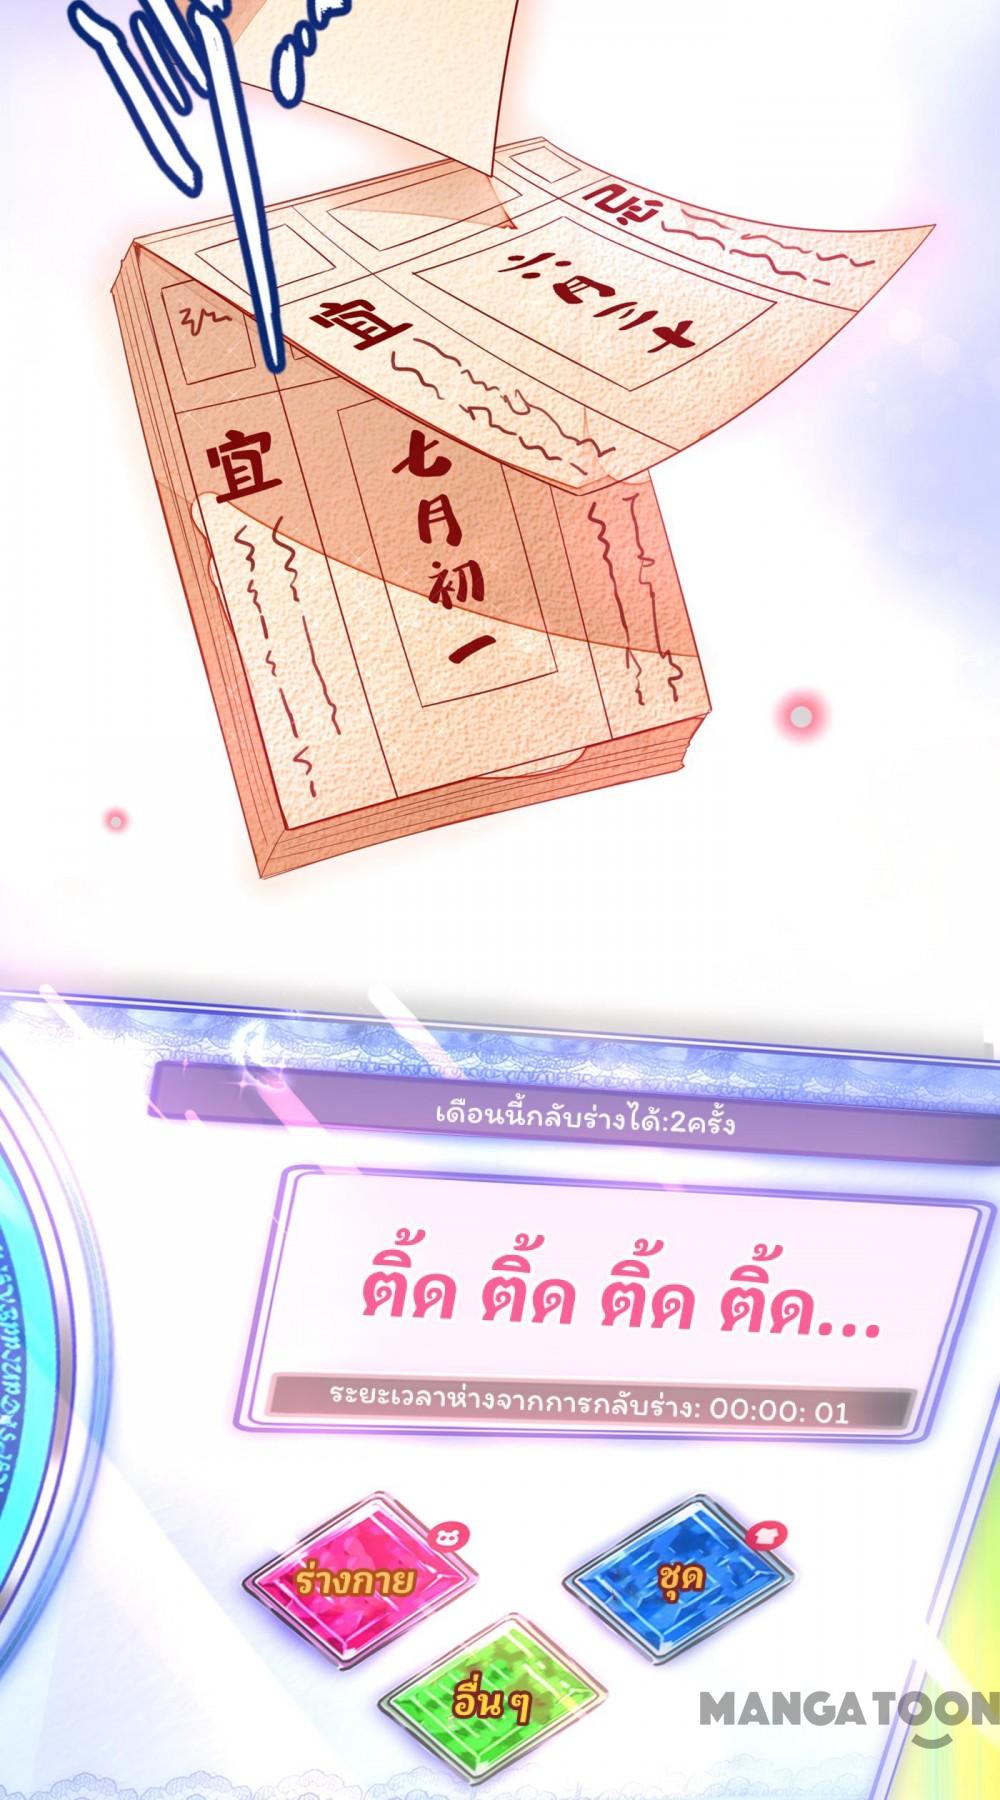 宜
七月初一
เดือนนี้กลับร่างได้:2ครั้ง
ติ้ด ติ้ด ติ้ด ติ้ด...
ระยะเวลาห่างจากการกลับร่าง: 00:00: 01
ร่างกาย
ชุด
อื่นๆ
MANGATOON